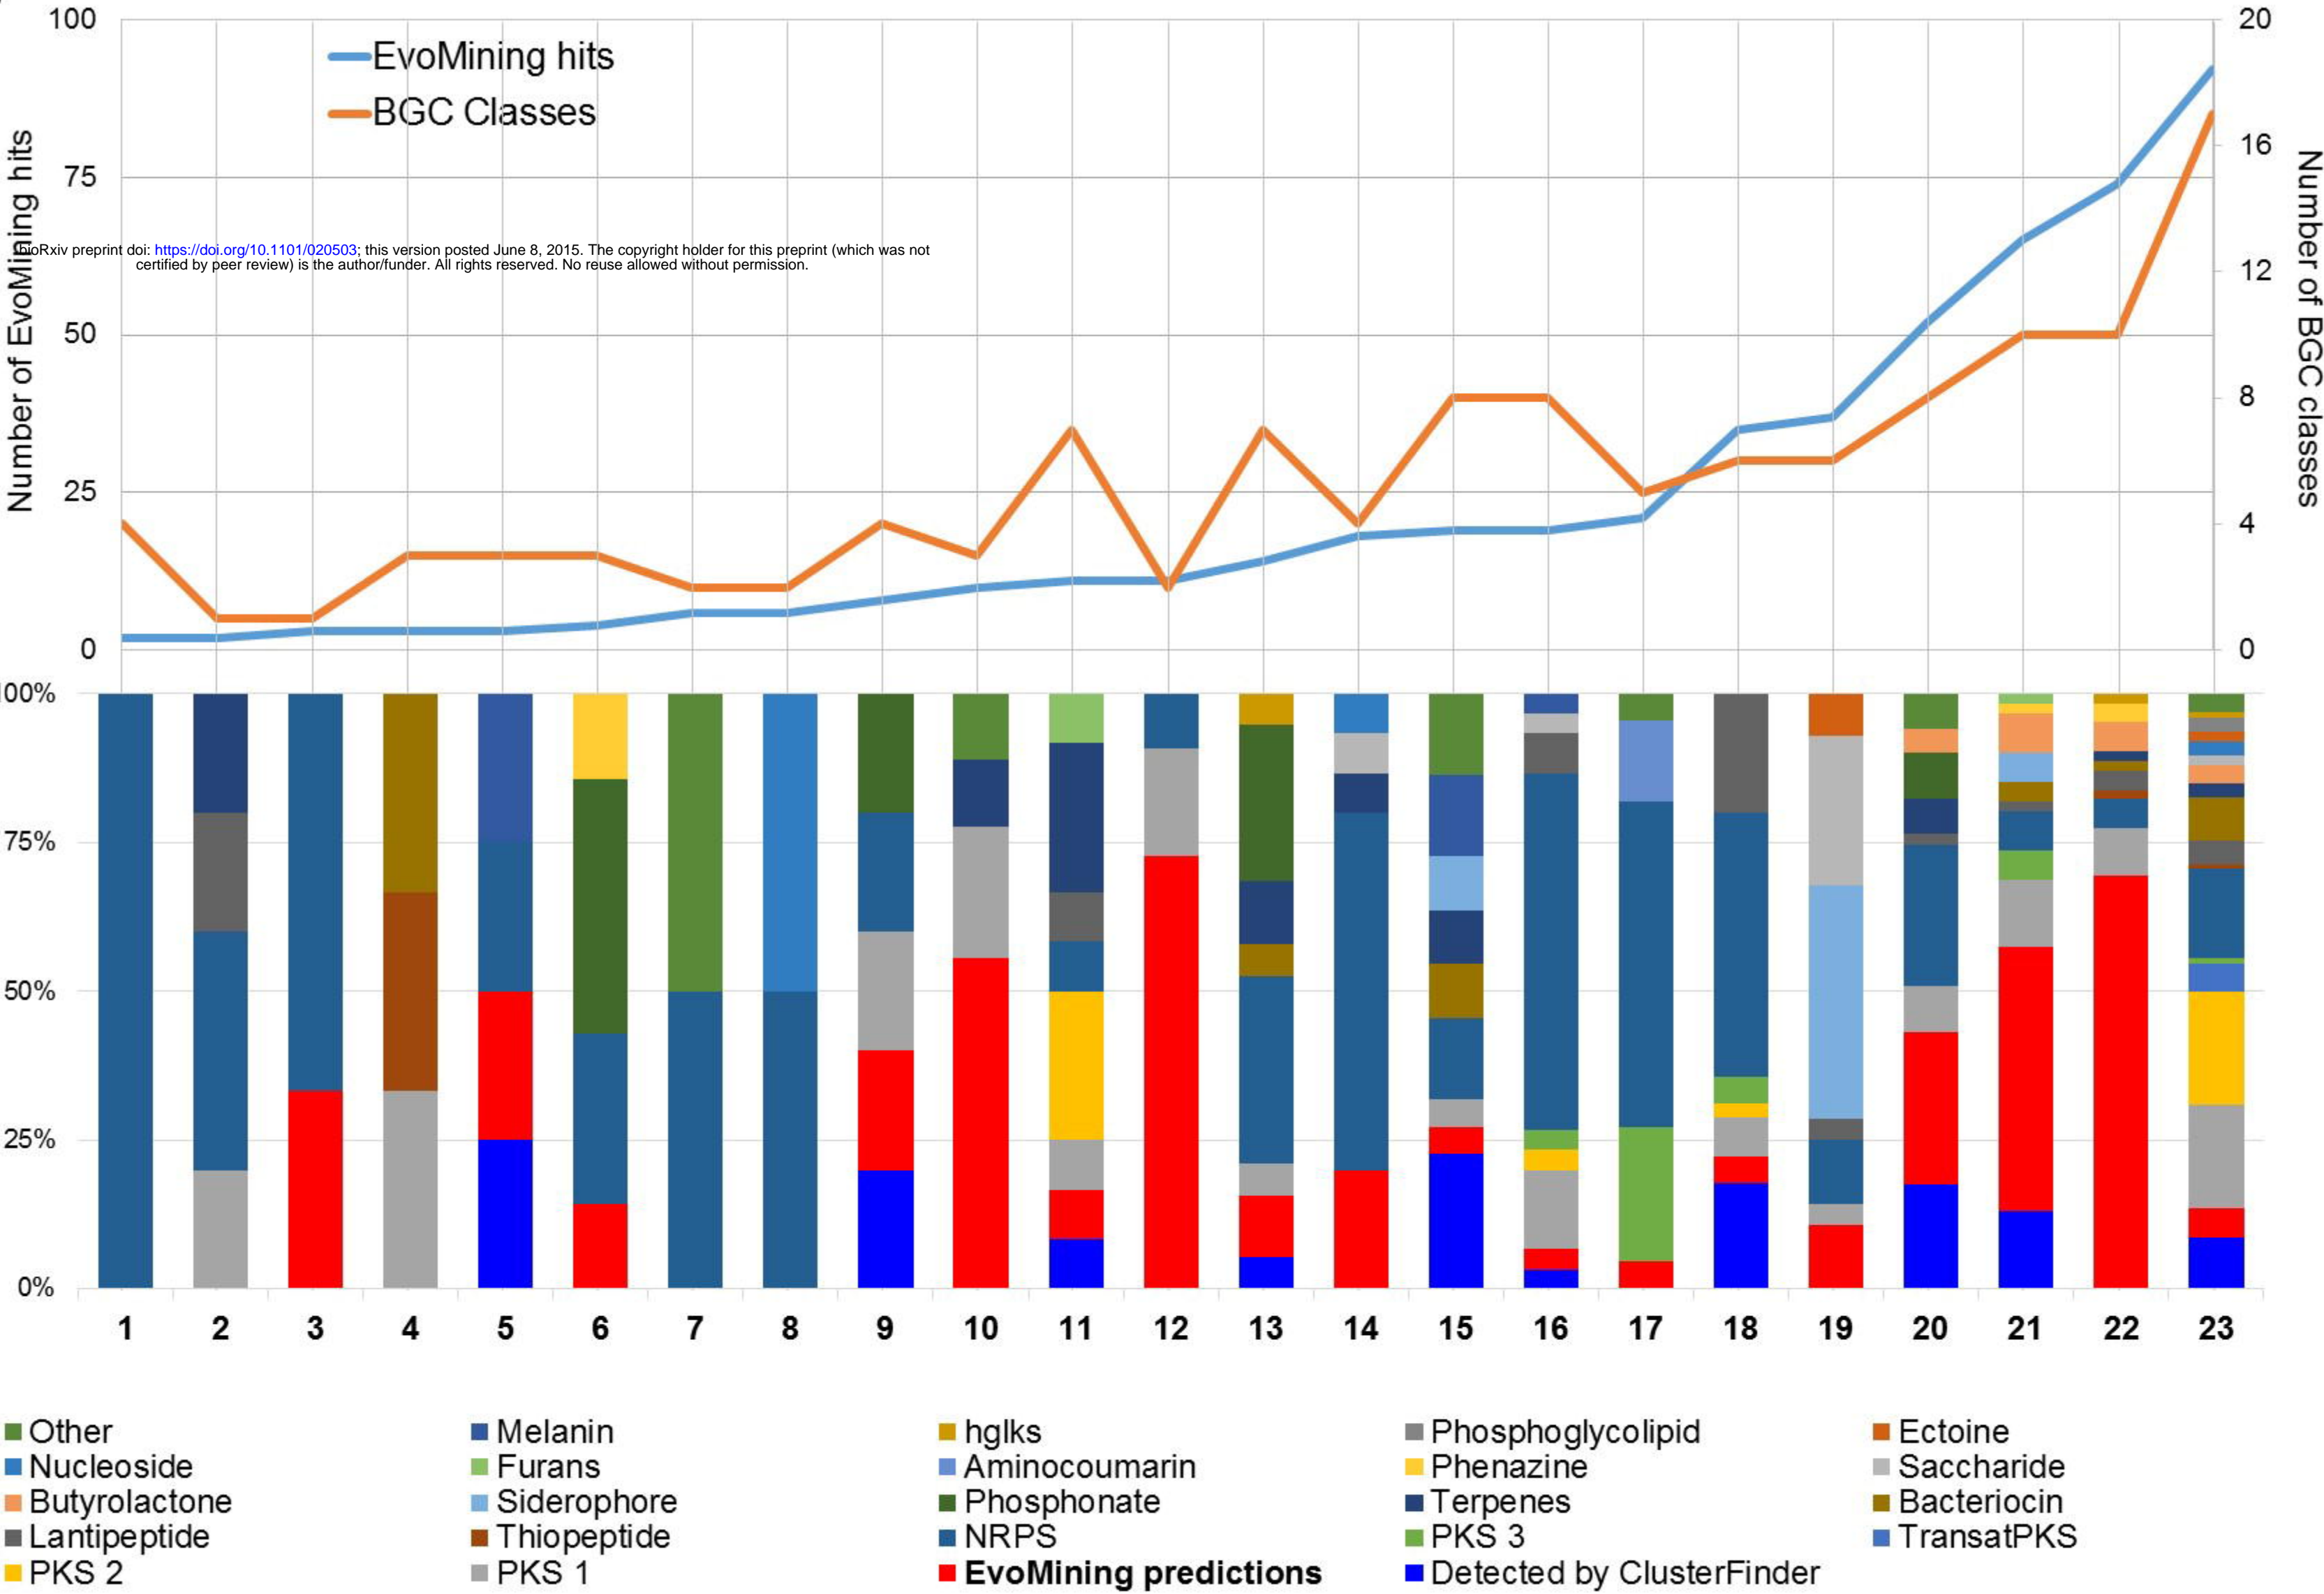 100
20
EvoMining hits
BGC Classes
Number of EvoMining hits
Number of BGC classes
16
75
bioRxiv preprint doi: https://doi.org/10.1101/020503; this version posted June 8, 2015. The copyright holder for this preprint (which was not
certified by peer review) is the author/funder. All rights reserved. No reuse allowed without permission.
12
50
8
25
4
0
0
100%
75%
50%
25%
0%
1 2 3 4 5 6 7 8 9 10 11 12 13 14 15 16 17 18 19 20 21 22 23
Other Melanin hglks Phosphoglycolipid Ectoine
Nucleoside Furans Aminocoumarin Phenazine Saccharide
Butyrolactone Siderophore Phosphonate Terpenes Bacteriocin
Lantipeptide Thiopeptide NRPS PKS 3 TransatPKS
PKS 2 PKS 1 EvoMining predictions Detected by ClusterFinder